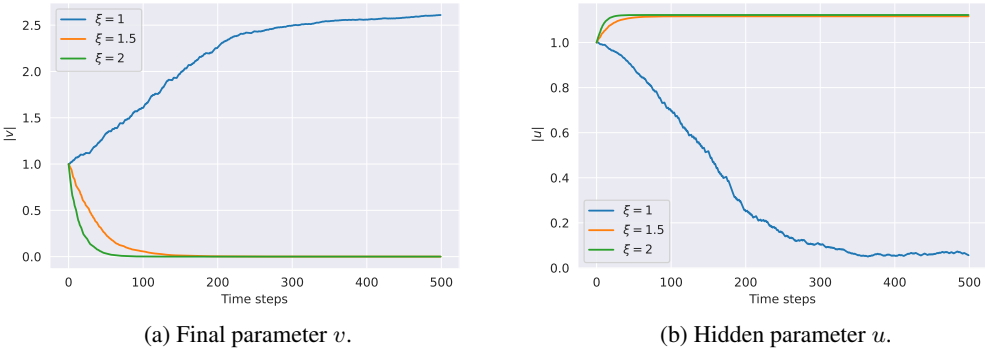 2.5
2.0
1.5
1.0
0.5
0.0
|v|
ξ = 1
ξ = 1.5
ξ = 2
0 100 200 300 400 500
Time steps
(a) Final parameter v.
1.0
0.8
0.6
0.4
0.2
0.0
|u|
ξ = 1
ξ = 1.5
ξ = 2
0 100 200 300 400 500
Time steps
(b) Hidden parameter u.